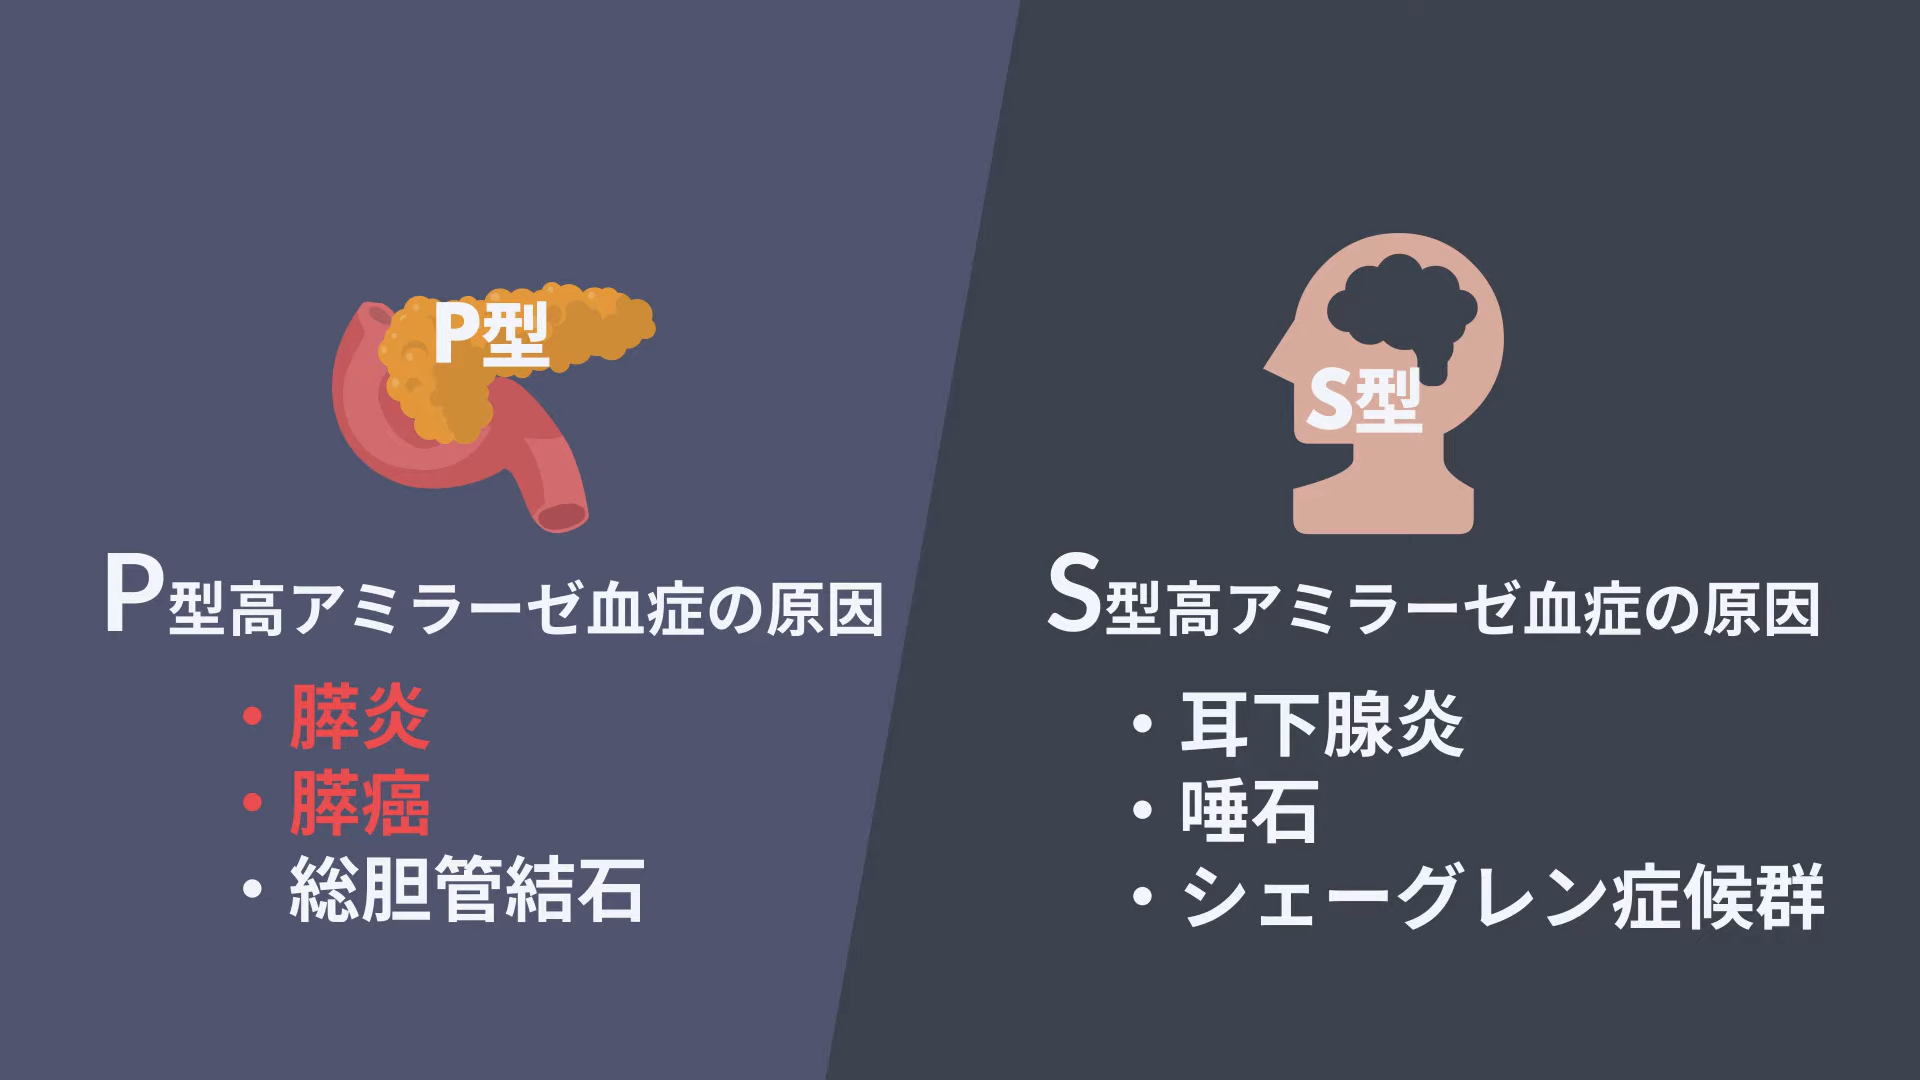 P型
P型高アミラーゼ血症の原因
・膵炎
・膵癌
・総胆管結石
S型
S型高アミラーゼ血症の原因
・耳下腺炎
・唾石
・シェーグレン症候群